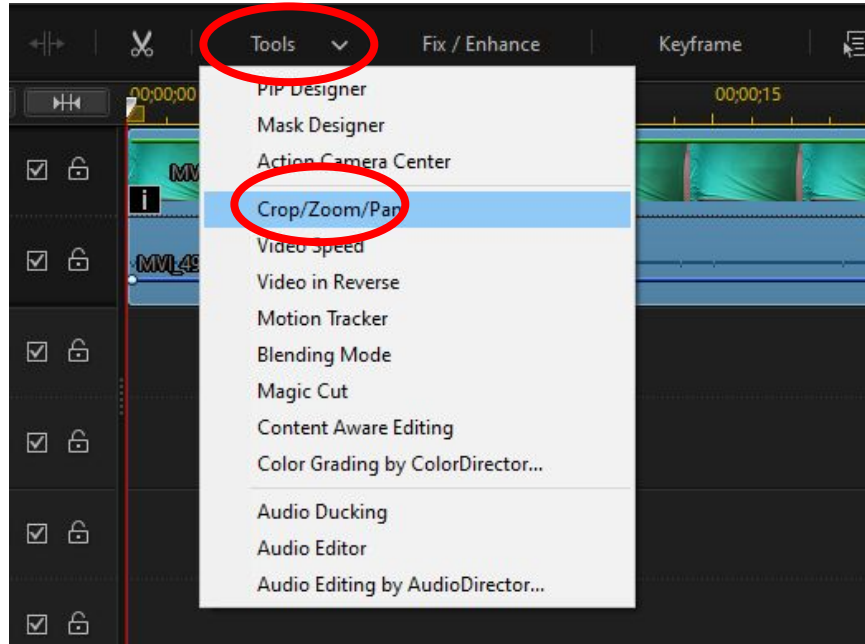 Tools Fix / Enhance Keyframe
00;00;00 00;00;15
PiP Designer
Mask Designer
Action Camera Center
Crop/Zoom/Pan
Video Speed
Video in Reverse
Motion Tracker
Blending Mode
Magic Cut
Content Aware Editing
Color Grading by ColorDirector...
Audio Ducking
Audio Editor
Audio Editing by AudioDirector...
MV
i
MVI_49